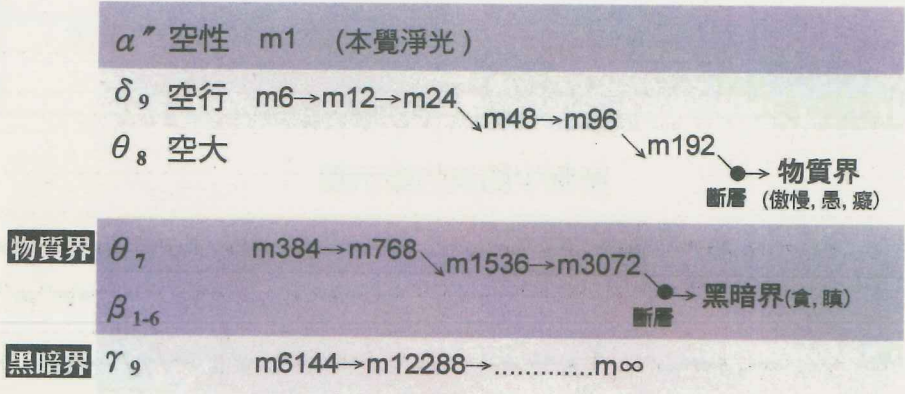 α″ 空性 m1 (本覺淨光)
δ9 空行 m6→m12→m24
↘m48→m96
θ8 空大
↘m192
↘●→ 物質界
斷層 (傲慢,愚,癡)
物質界 θ7 m384→m768
↘m1536→m3072
↘●→ 黑暗界(貪,瞋)
β1-6
斷層
黑暗界 γ9 m6144→m12288→..............m∞